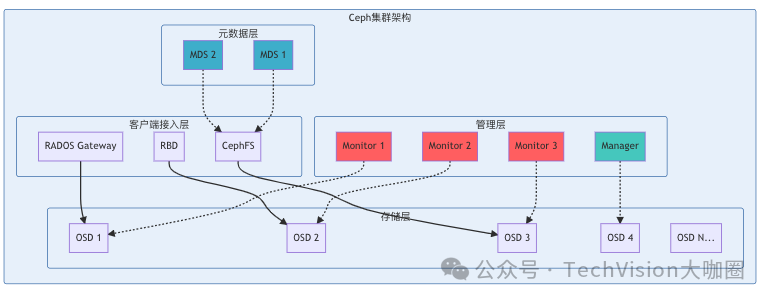 Ceph集群架构
元数据层
MDS 2
MDS 1
客户端接入层
RADOS Gateway
RBD
CephFS
管理层
Monitor 1
Monitor 2
Monitor 3
Manager
存储层
OSD 1
OSD 2
OSD 3
OSD 4
OSD N...
公众号 · TechVision大咖圈